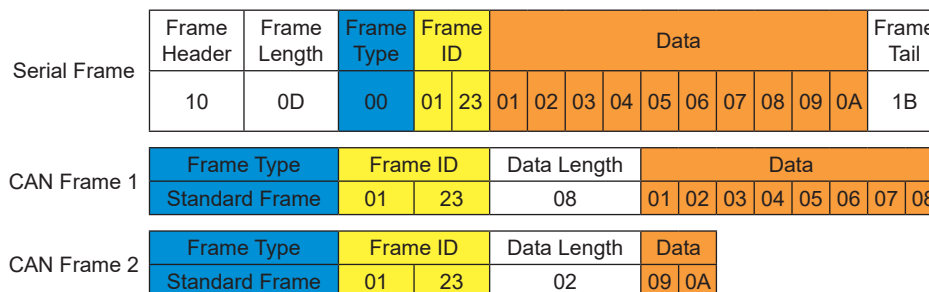 Serial Frame
Frame Header Frame Length Frame Type Frame ID Data Frame Tail
10 0D 00 01 23 01 02 03 04 05 06 07 08 09 0A 1B
CAN Frame 1
Frame Type Frame ID Data Length Data
Standard Frame 01 23 08 01 02 03 04 05 06 07 08
CAN Frame 2
Frame Type Frame ID Data Length Data
Standard Frame 01 23 02 09 0A